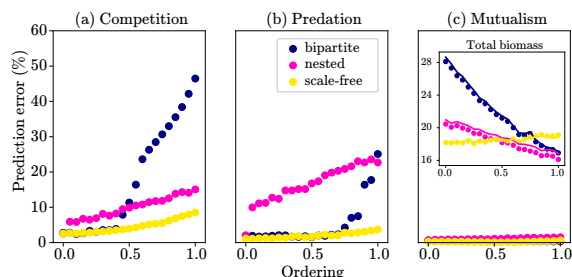 (a) Competition
(b) Predation
(c) Mutualism
Prediction error (%)
60
50
40
30
20
10
0
0.0
0.5
1.0
bipartite
nested
scale-free
0.0
0.5
1.0
Total biomass
28
24
20
16
0.0
0.5
1.0
0.0
0.5
1.0
Ordering